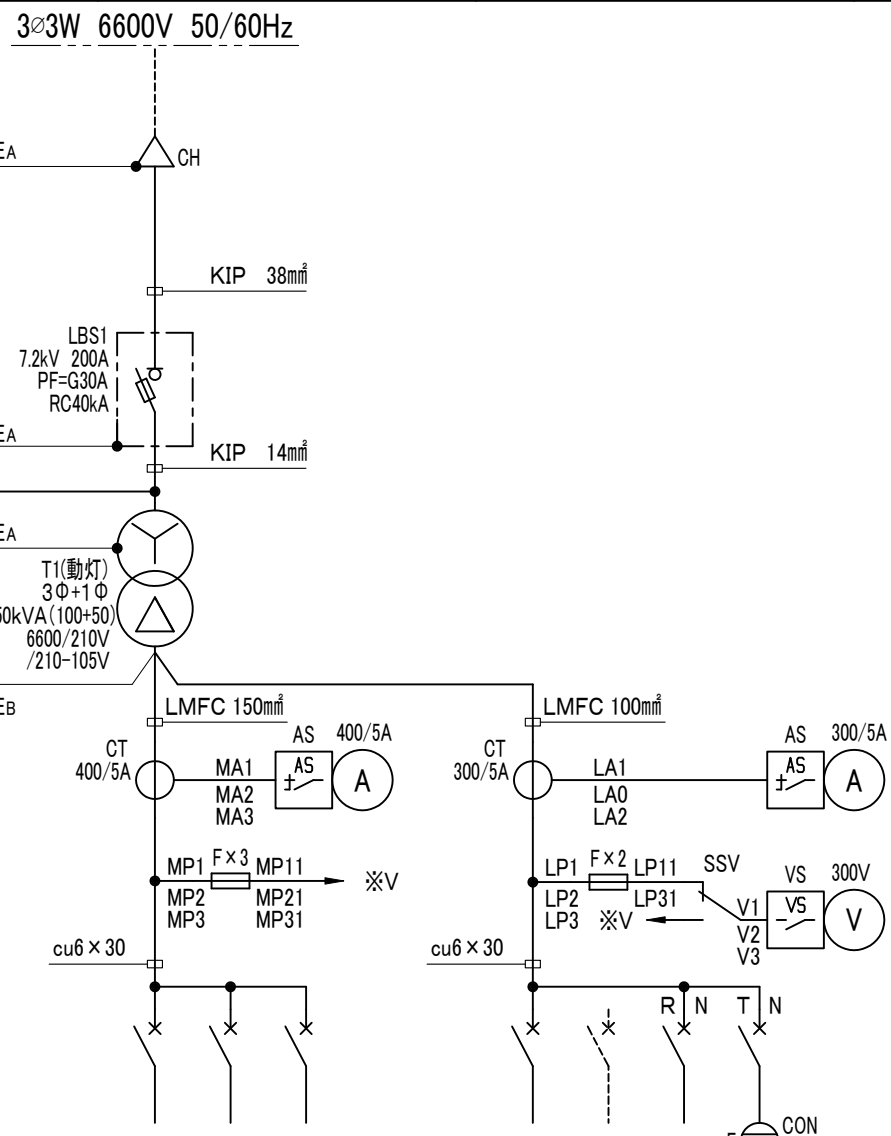 3∅3W 6600V 50/60Hz
EA
CH
KIP 38mm²
LBS1
7.2kV 200A
PF=G30A
RC40kA
EA
KIP 14mm²
EA
T1(動灯)
3Φ+1Φ
50kVA(100+50)
6600/210V
/210-105V
EB
LMFC 150mm²
LMFC 100mm²
CT
400/5A
MA1
MA2
MA3
AS
AS
400/5A
A
CT
300/5A
LA1
LA0
LA2
AS
AS
300/5A
A
MP1
MP2
MP3
F×3
MP11
MP21
MP31
※V
LP1
LP2
LP3
F×2
LP11
LP31
※V
SSV
V1
V2
V3
VS
VS
300V
V
cu6×30
cu6×30
R N
T N
CON
E